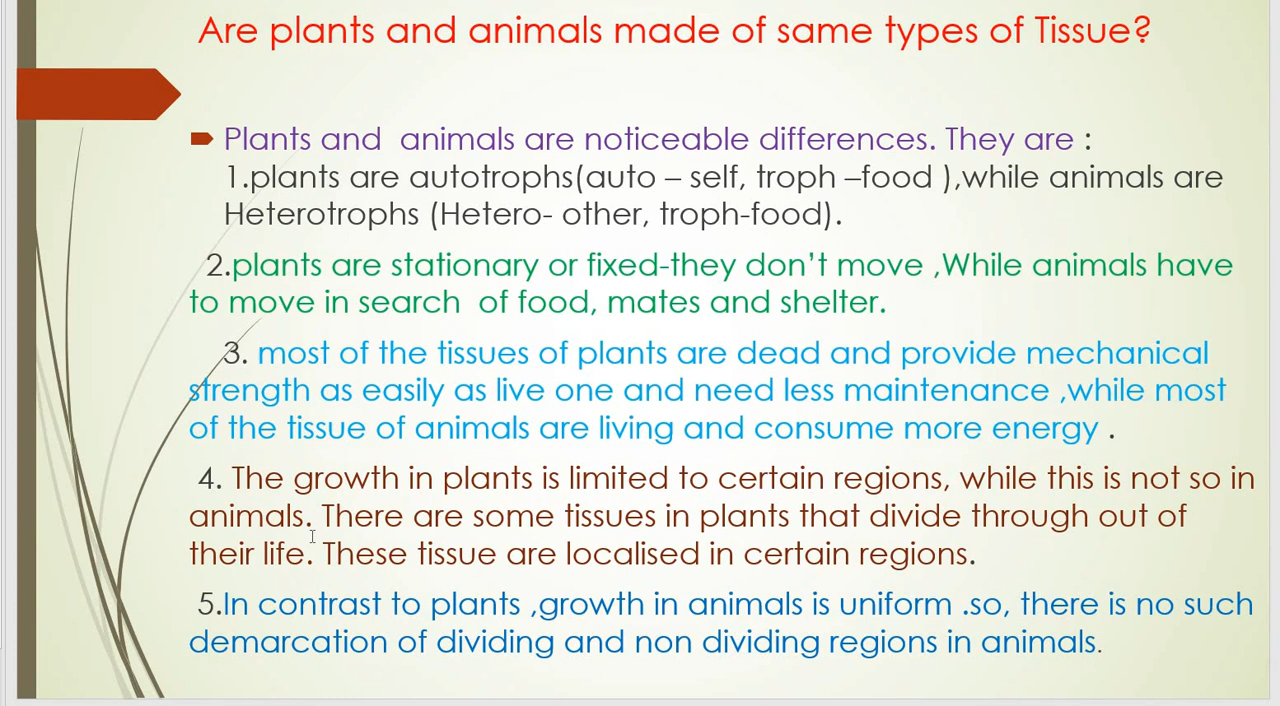 Are plants and animals made of same types of Tissue?
Plants and animals are noticeable differences. They are :
1.plants are autotrophs(auto – self, troph –food ),while animals are
Heterotrophs (Hetero- other, troph-food).
2.plants are stationary or fixed-they don't move ,While animals have
to move in search of food, mates and shelter.
3. most of the tissues of plants are dead and provide mechanical
strength as easily as live one and need less maintenance ,while most
of the tissue of animals are living and consume more energy .
4. The growth in plants is limited to certain regions, while this is not so in
animals. There are some tissues in plants that divide through out of
their life. These tissue are localised in certain regions.
5.In contrast to plants ,growth in animals is uniform .so, there is no such
demarcation of dividing and non dividing regions in animals.